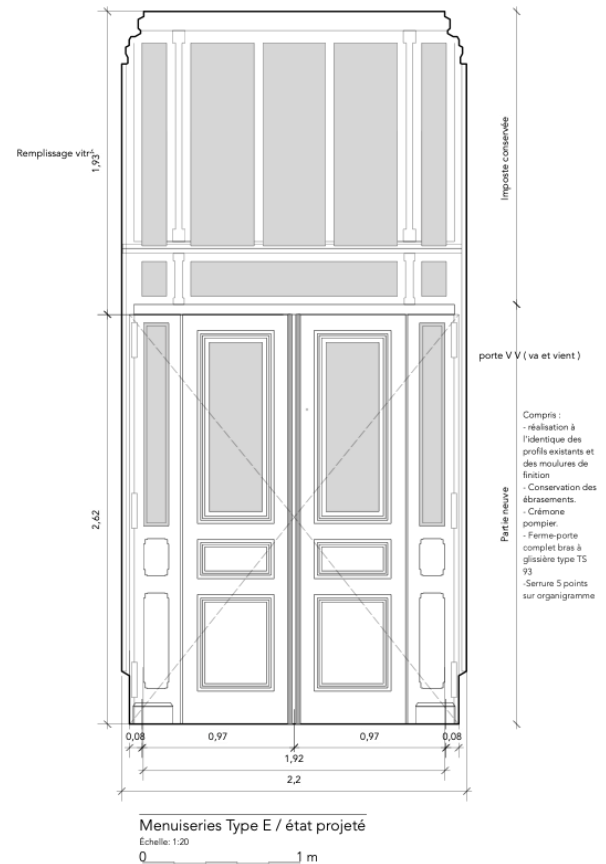 Remplissage vitr
1,93
Imposte conservée
porte V V ( va et vient )
Compris :
- réalisation à
l'identique des
profils existants et
des moulures de
finition
- Conservation des
ébrasements.
- Crémone
pompier.
- Ferme-porte
complet bras à
glissière type TS
93
-Serrure 5 points
sur organigramme
Partie neuve
2,62
0,08 0,97 0,97 0,08
1,92
2,2
Menuiseries Type E / état projeté
Échelle: 1:20
0 1 m